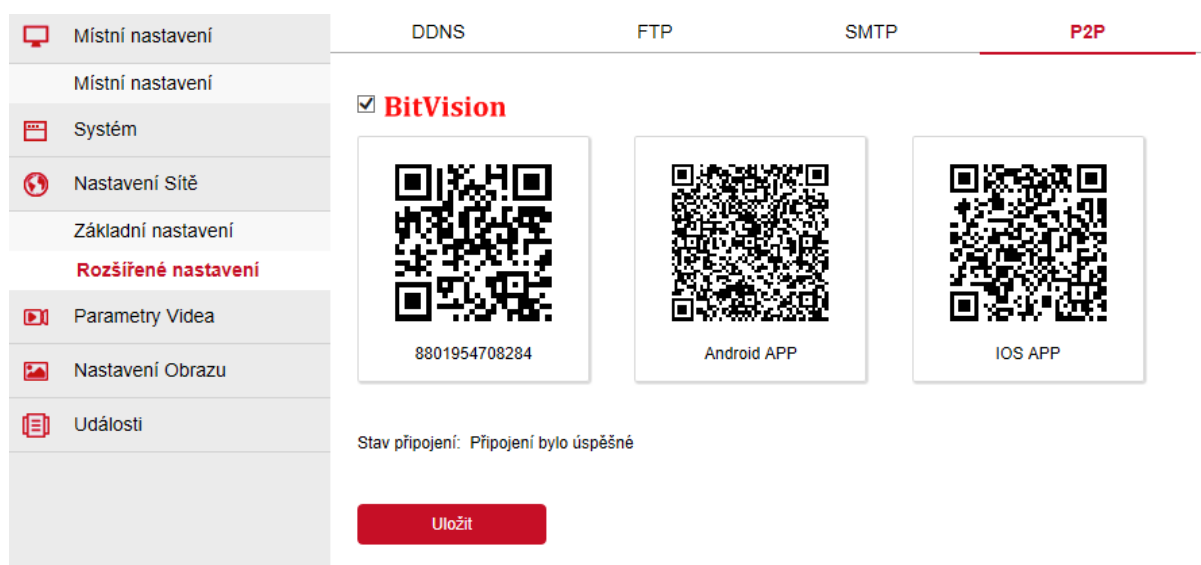 Místní nastavení
Místní nastavení
Systém
Nastavení Sítě
Základní nastavení
Rozšířené nastavení
Parametry Videa
Nastavení Obrazu
Události
DDNS FTP SMTP P2P
BitVision
8801954708284 Android APP IOS APP
Stav připojení: Připojení bylo úspěšné
Uložit